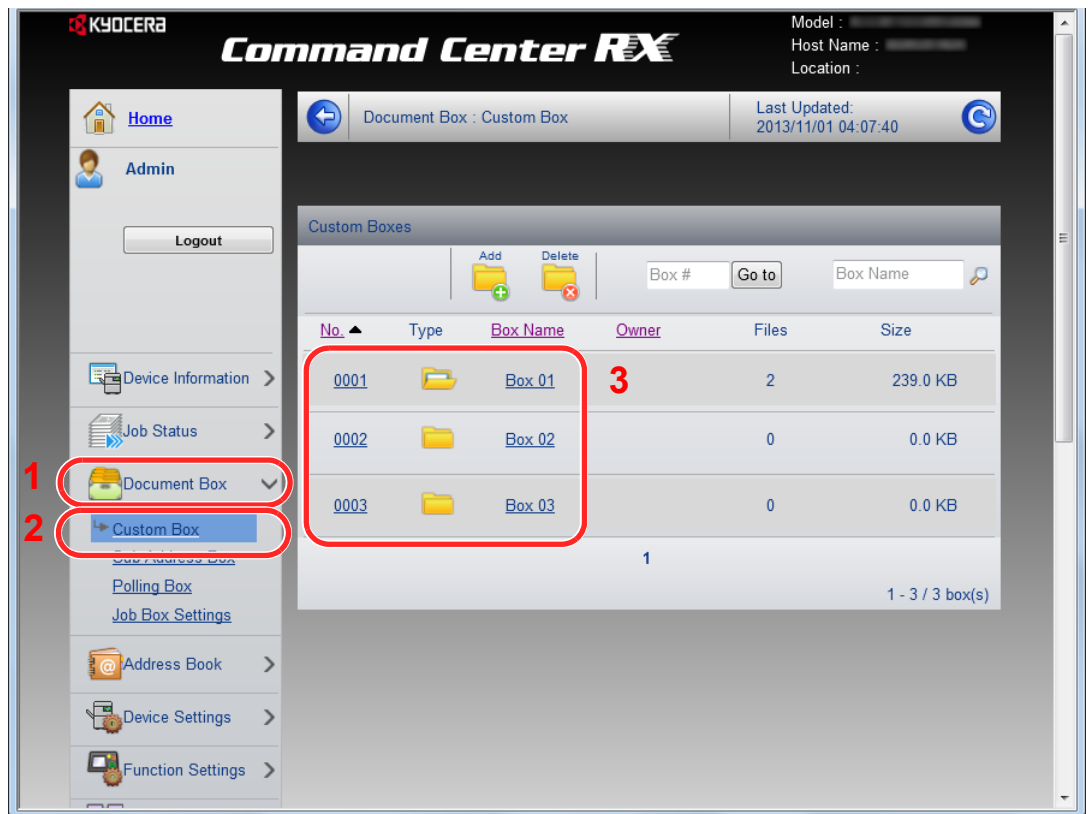 KYOCERA
Command Center RX
Model :
Host Name :
Location :
Home
Admin
Logout
Device Information
Job Status
1
Document Box
2
Custom Box
Sub Address Box
Polling Box
Job Box Settings
Address Book
Device Settings
Function Settings
Document Box : Custom Box
Last Updated:
2013/11/01 04:07:40
Custom Boxes
Add Delete
Box # Go to Box Name
No. Type Box Name Owner Files Size
0001 Box 01 3 2 239.0 KB
0002 Box 02 0 0.0 KB
0003 Box 03 0 0.0 KB
1
1 - 3 / 3 box(s)